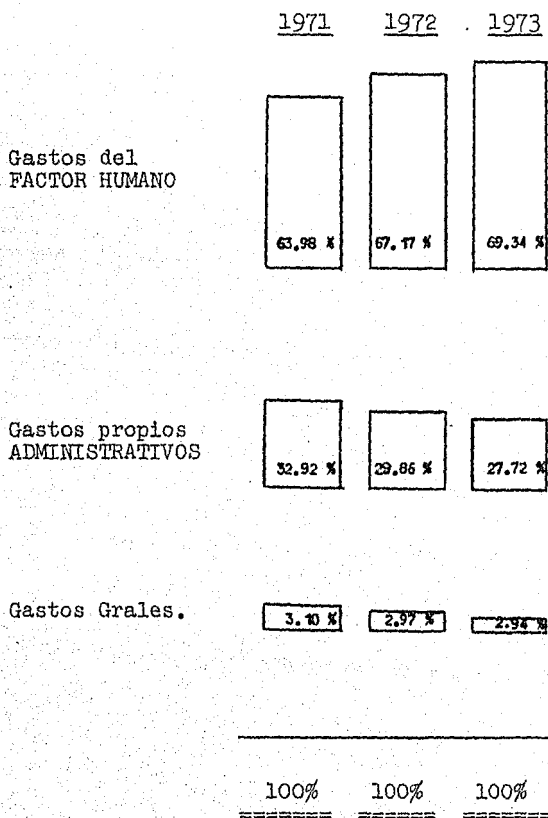 1971 1972 . 1973
Gastos del
FACTOR HUMANO
63,98 % 67.17 % 69.34 %
Gastos propios
ADMINISTRATIVOS
32.92 % 29.86 % 27.72 %
Gastos Grales.
3.10 % 2.97 % 2.94 %
100% 100% 100%